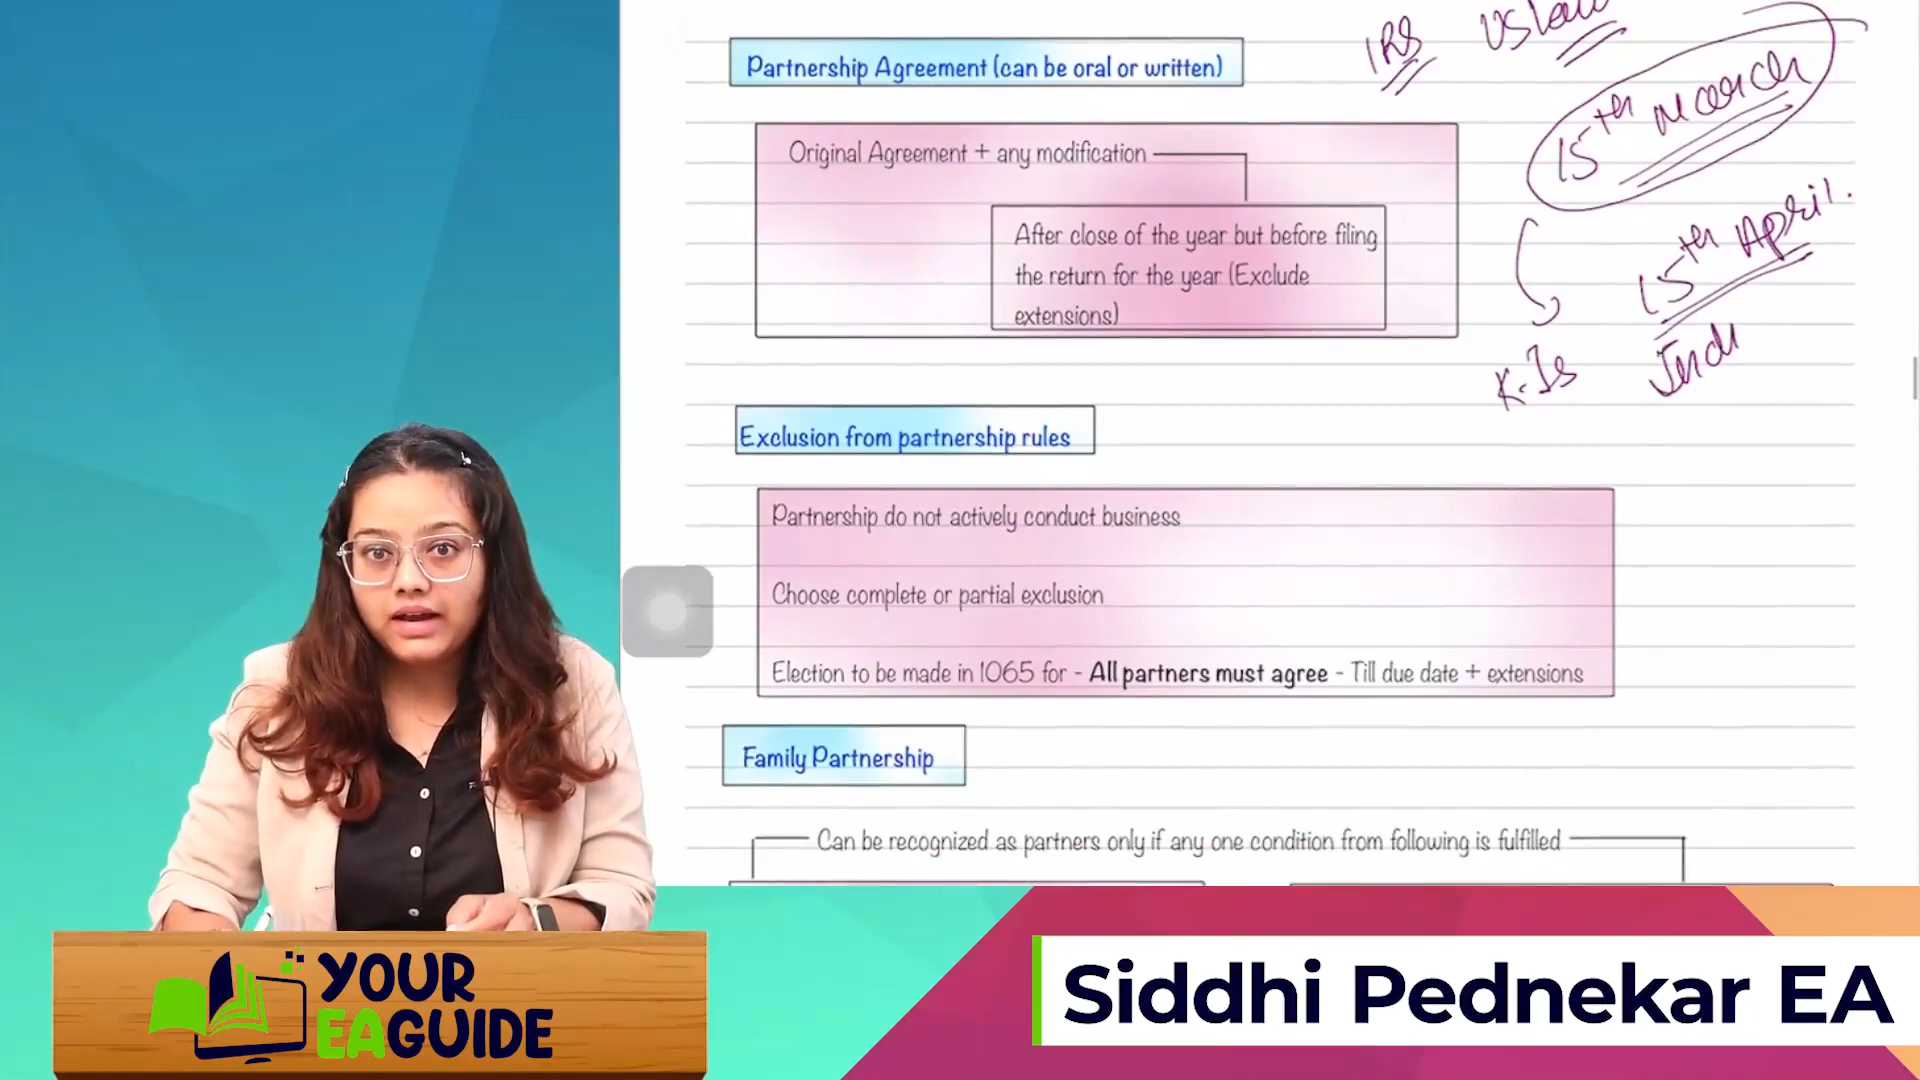 Partnership Agreement (can be oral or written)
IRS US law
15th March
Original Agreement + any modification
After close of the year but before filing
the return for the year (Exclude
extensions)
15th April.
K-1s
Exclusion from partnership rules
Partnership do not actively conduct business
Choose complete or partial exclusion
Election to be made in 1065 for - All partners must agree - Till due date + extensions
Family Partnership
Can be recognized as partners only if any one condition from following is fulfilled
YOUR
EAGUIDE
Siddhi Pednekar EA